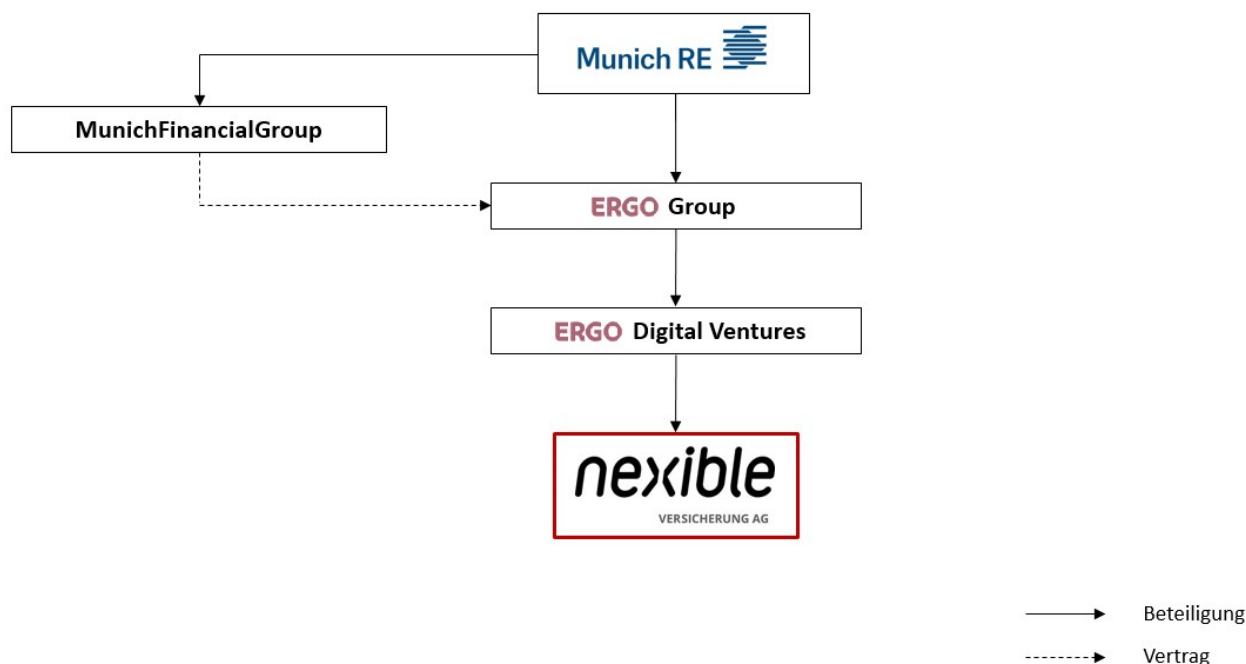 Munich RE
MunichFinancialGroup
ERGO Group
ERGO Digital Ventures
nexible
VERSICHERUNG AG
Beteiligung
Vertrag